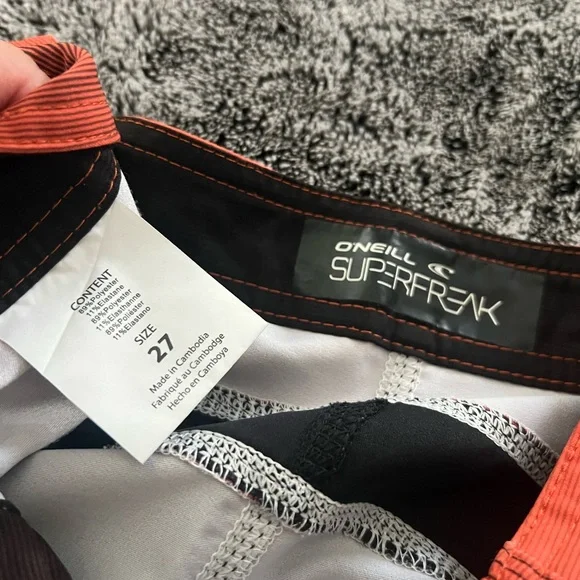 O'NEILL
SUPERFREAK
CONTENT
89%Polyester
11%Elastane
89%Polyester
11%Elasthanne
89%Poliéster
11%Elastano
SIZE
27
Made in Cambodia
Fabriqué au Cambodge
Hecho en Camboya